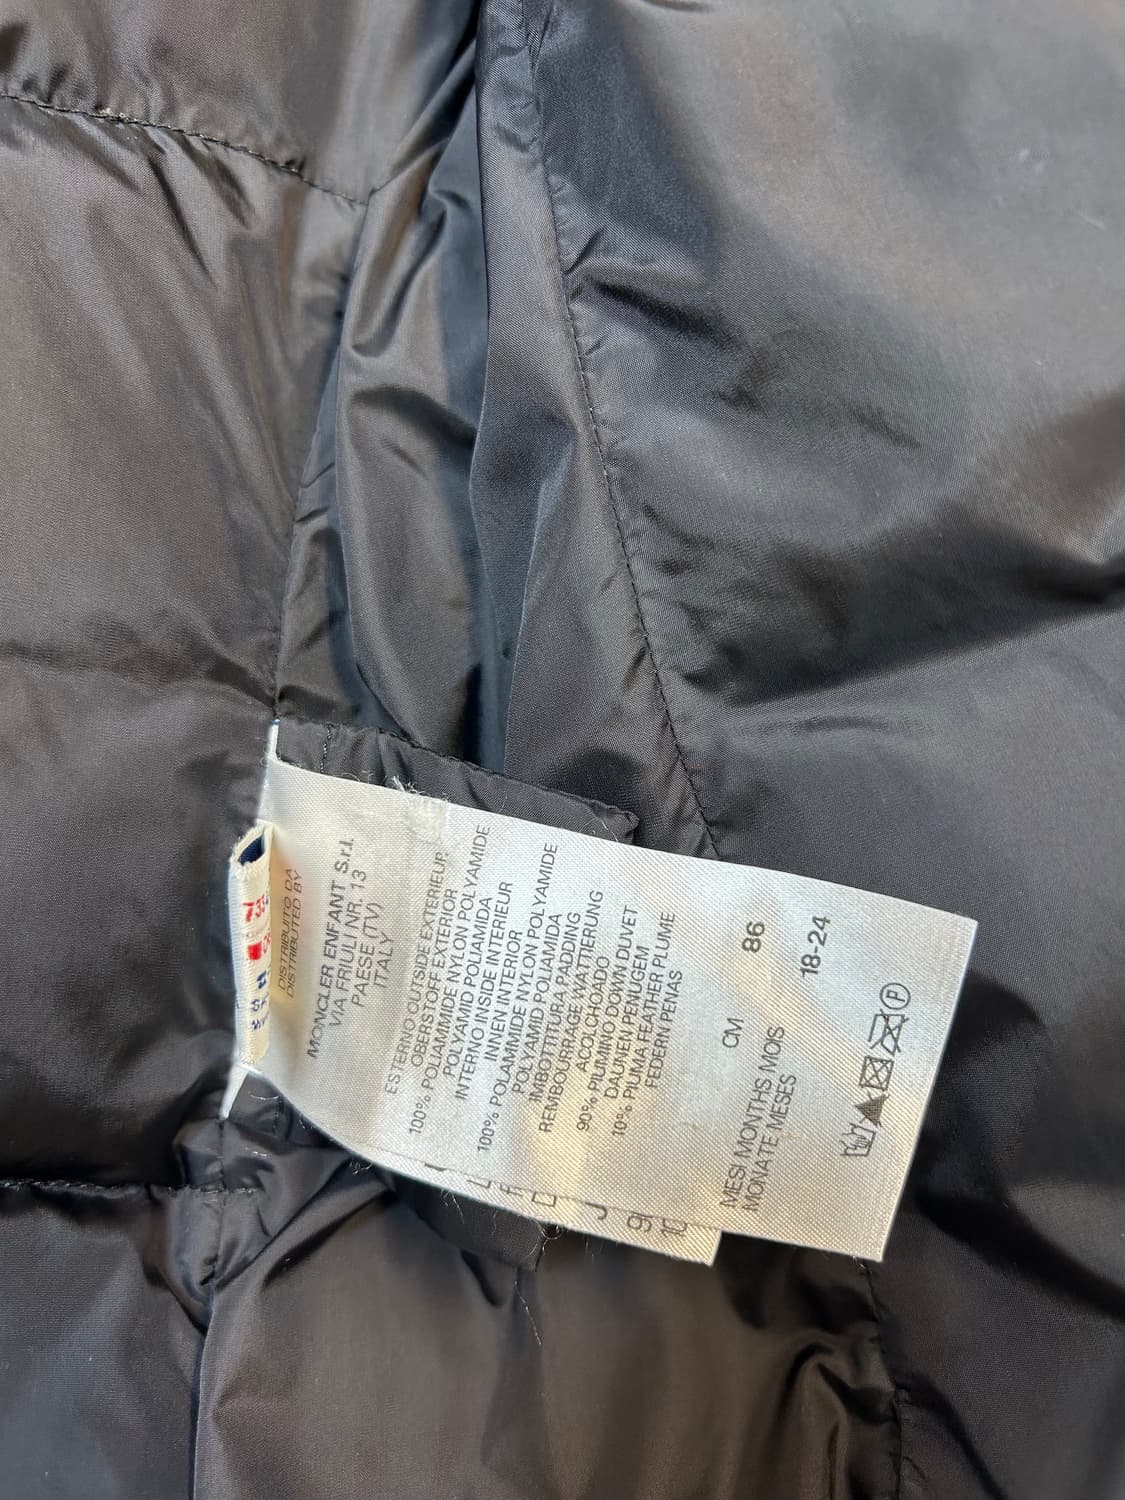 DISTRIBUITO DA
DISTRIBUTED BY
MONCLER ENFANT S.r.l.
VIA FRIULI NR. 13
PAESE (TV)
ITALY
ESTERNO OUTSIDE EXTERIEUR
OBERSTOFF EXTERIOR
100% POLIAMMIDE NYLON POLYAMIDE
POLYAMID POLIAMIDA
INTERNO INSIDE INTERIEUR
INNEN INTERIOR
100% POLAMMIDE NYLON POLYAMIDE
POLYAMID POLIAMIDA
IMBOTTITURA PADDING
REMBOURRAGE WATTIERUNG
ACOLCHOADO
90% PIUMINO DOWN DUVET
DAUNEN PENUGEM
10% PIUMA FEATHER PLUME
FEDERN PENAS
CM 86
MESI MONTHS MOIS 18-24
MONATE MESES
P
J
10